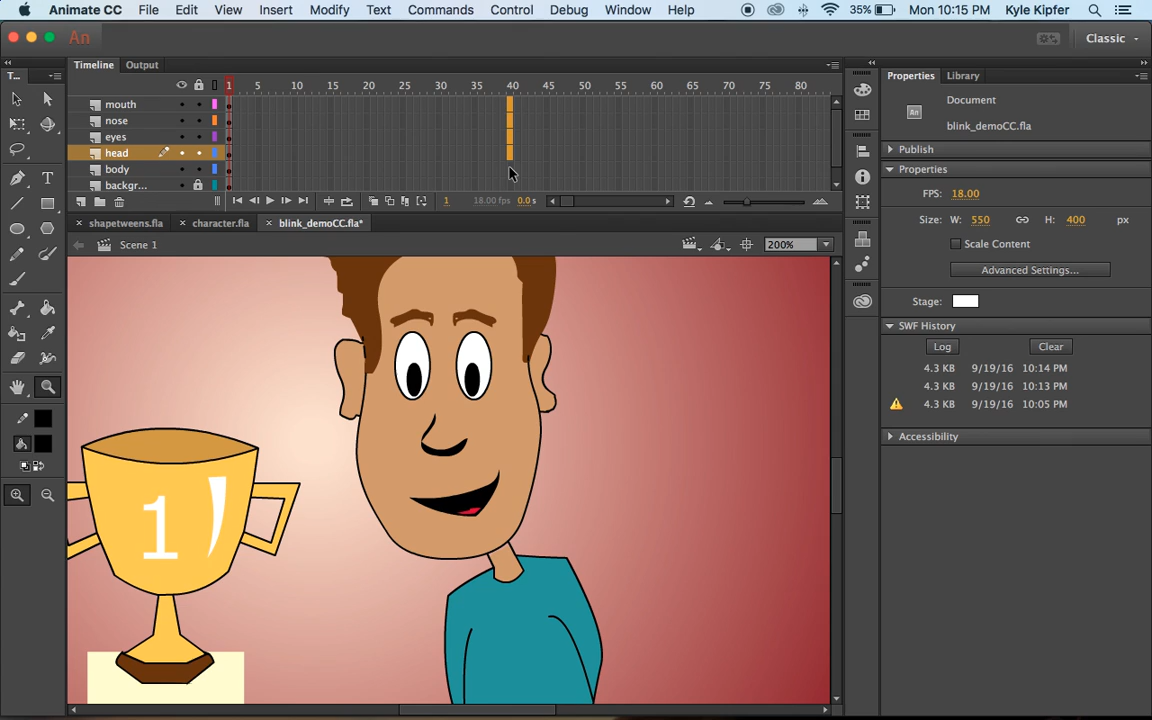 Animate CC File Edit View Insert Modify Text Commands Control Debug Window Help 35% Mon 10:15 PM Kyle Kipfer
An Classic
Timeline Output
T...
1 5 10 15 20 25 30 35 40 45 50 55 60 65 70 75 80
mouth
nose
eyes
head
body
backgr...
1 18.00 fps 0.0 s
shapetweens.fla character.fla blink_demoCC.fla*
Scene 1 200%
1
Properties Library
An
Document
blink_demoCC.fla
Publish
Properties
FPS: 18.00
Size: W: 550 H: 400 px
Scale Content
Advanced Settings...
Stage:
SWF History
Log Clear
4.3 KB 9/19/16 10:14 PM
4.3 KB 9/19/16 10:13 PM
4.3 KB 9/19/16 10:05 PM
Accessibility